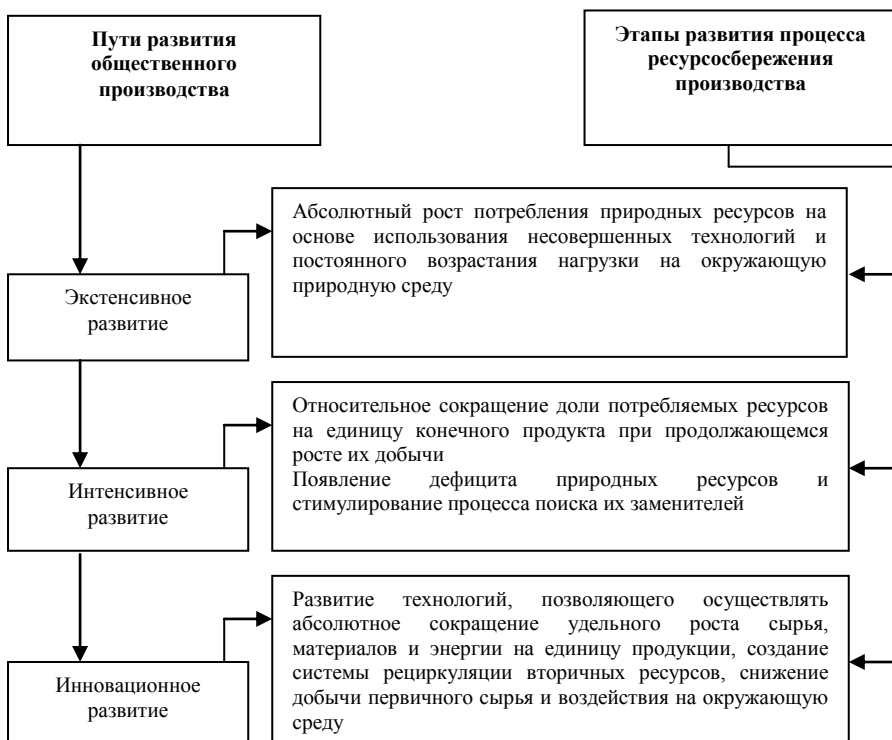 Пути развития
общественного
производства
Этапы развития процесса
ресурсосбережения
производства
Абсолютный рост потребления природных ресурсов на
основе использования несовершенных технологий и
постоянного возрастания нагрузки на окружающую
природную среду
Экстенсивное
развитие
Относительное сокращение доли потребляемых ресурсов
на единицу конечного продукта при продолжающемся
росте их добычи
Появление дефицита природных ресурсов и
стимулирование процесса поиска их заменителей
Интенсивное
развитие
Развитие технологий, позволяющего осуществлять
абсолютное сокращение удельного роста сырья,
материалов и энергии на единицу продукции, создание
системы рециркуляции вторичных ресурсов, снижение
добычи первичного сырья и воздействия на окружающую
среду
Инновационное
развитие